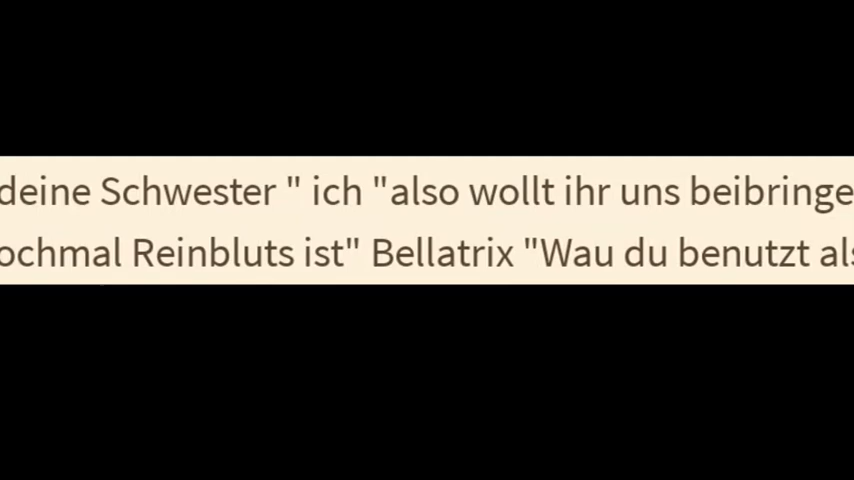 deine Schwester " ich "also wollt ihr uns beibringe
ochmal Reinbluts ist" Bellatrix "Wau du benutzt als